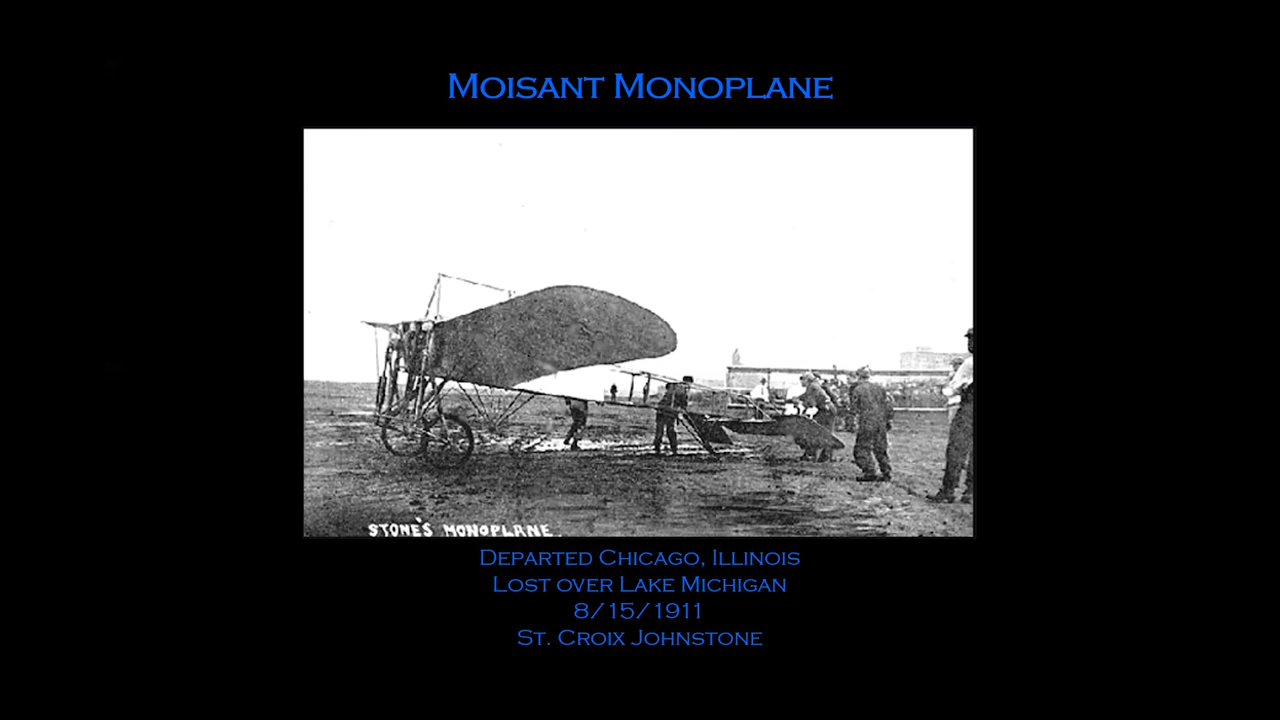 Moisant Monoplane
STONE'S MONOPLANE.
Departed Chicago, Illinois
Lost over Lake Michigan
8/15/1911
St. Croix Johnstone